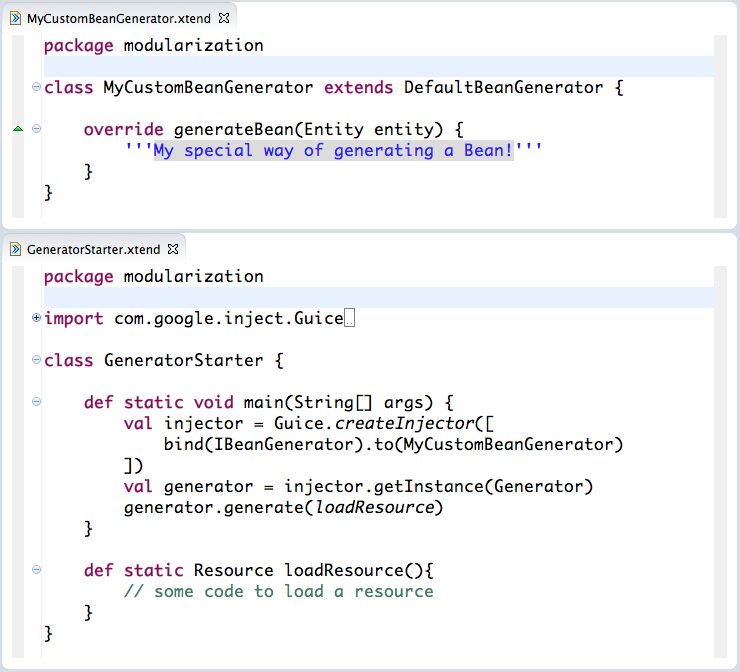 MyCustomBeanGenerator.xtend
package modularization
class MyCustomBeanGenerator extends DefaultBeanGenerator {
override generateBean(Entity entity) {
'''My special way of generating a Bean!'''
}
}
GeneratorStarter.xtend
package modularization
import com.google.inject.Guice..
class GeneratorStarter {
def static void main(String[] args) {
val injector = Guice.createInjector([
bind(IBeanGenerator).to(MyCustomBeanGenerator)
])
val generator = injector.getInstance(Generator)
generator.generate(loadResource)
}
def static Resource loadResource(){
// some code to load a resource
}
}